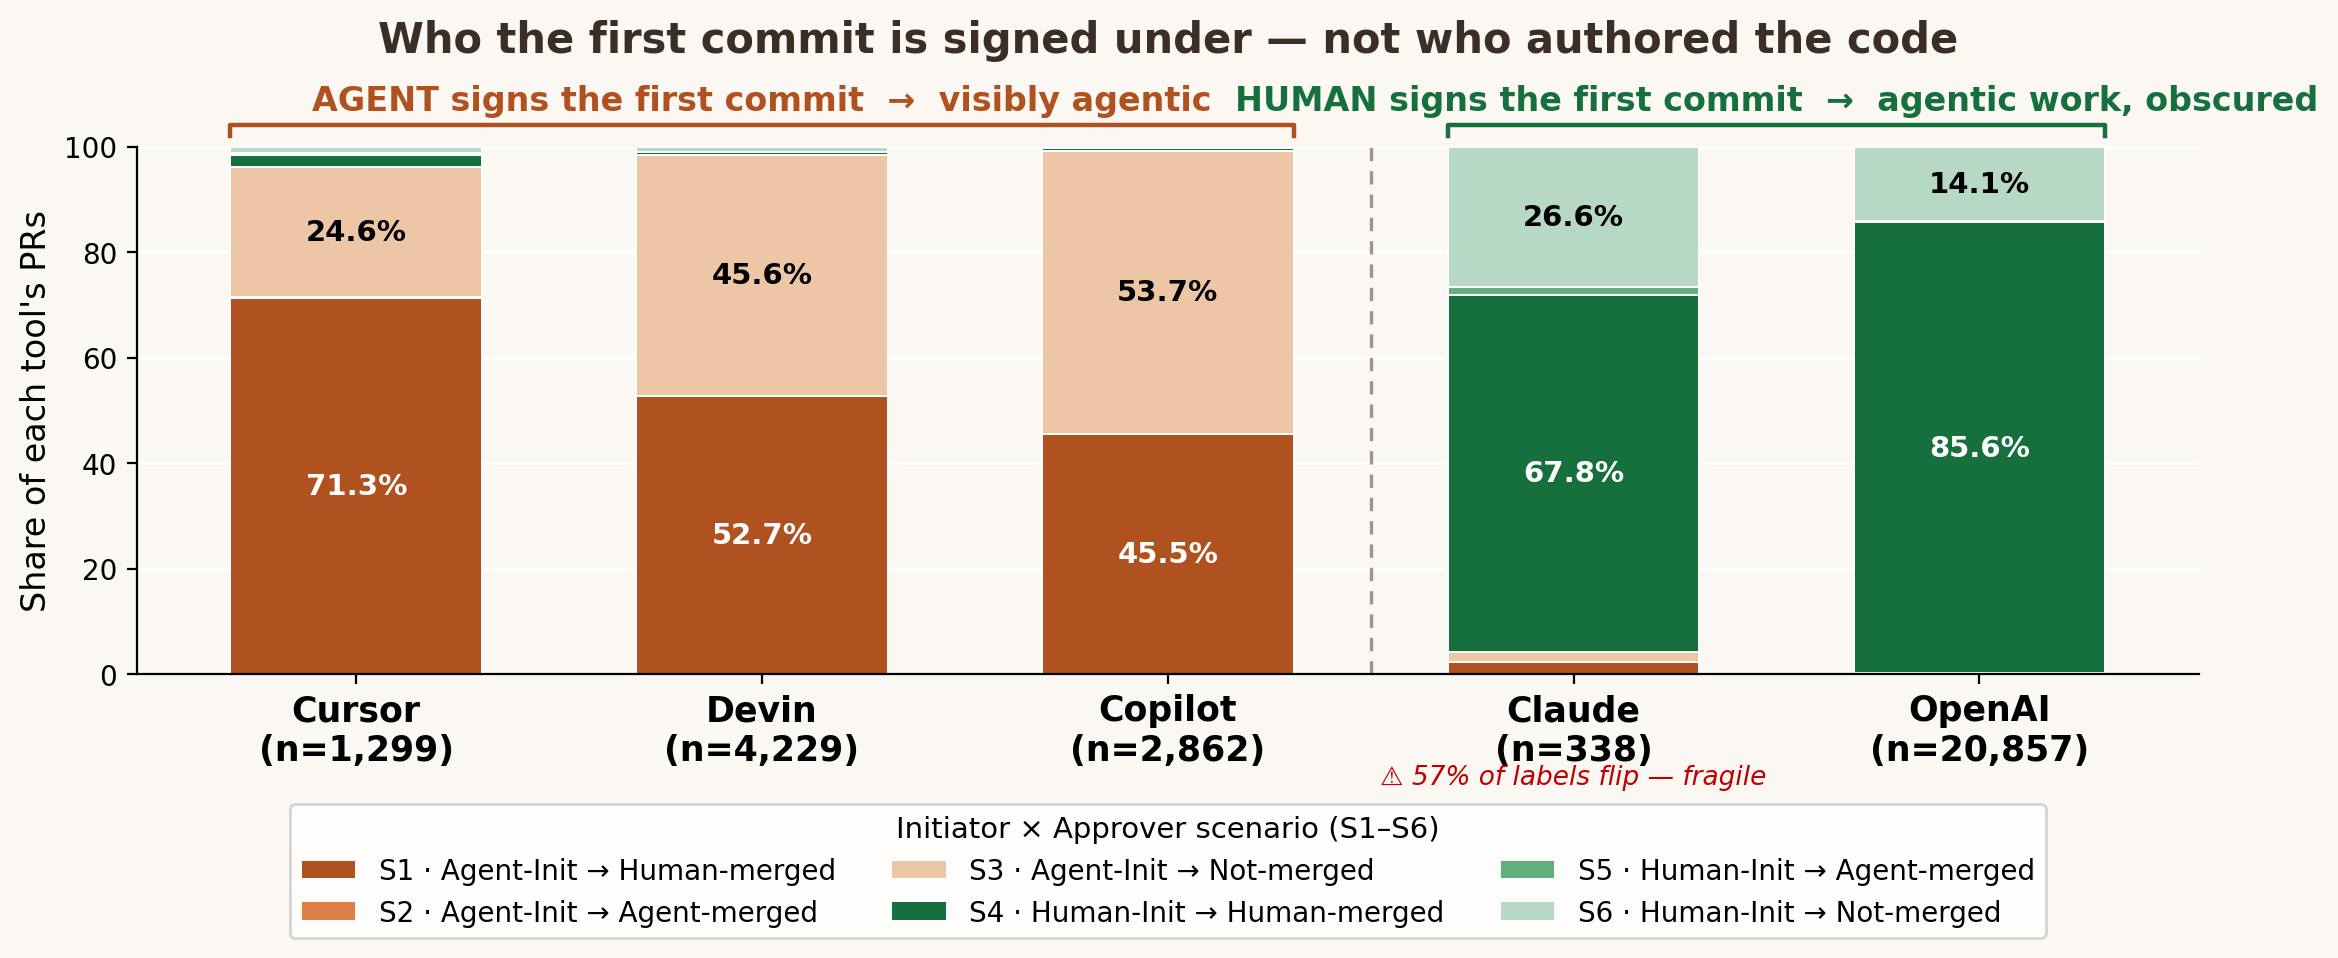 Who the first commit is signed under — not who authored the code
AGENT signs the first commit → visibly agentic
HUMAN signs the first commit → agentic work, obscured
Share of each tool's PRs
100
80
60
40
20
0
24.6%
71.3%
45.6%
52.7%
53.7%
45.5%
26.6%
67.8%
14.1%
85.6%
Cursor
(n=1,299)
Devin
(n=4,229)
Copilot
(n=2,862)
Claude
(n=338)
OpenAI
(n=20,857)
⚠ 57% of labels flip — fragile
Initiator × Approver scenario (S1–S6)
S1 · Agent-Init → Human-merged
S2 · Agent-Init → Agent-merged
S3 · Agent-Init → Not-merged
S4 · Human-Init → Human-merged
S5 · Human-Init → Agent-merged
S6 · Human-Init → Not-merged